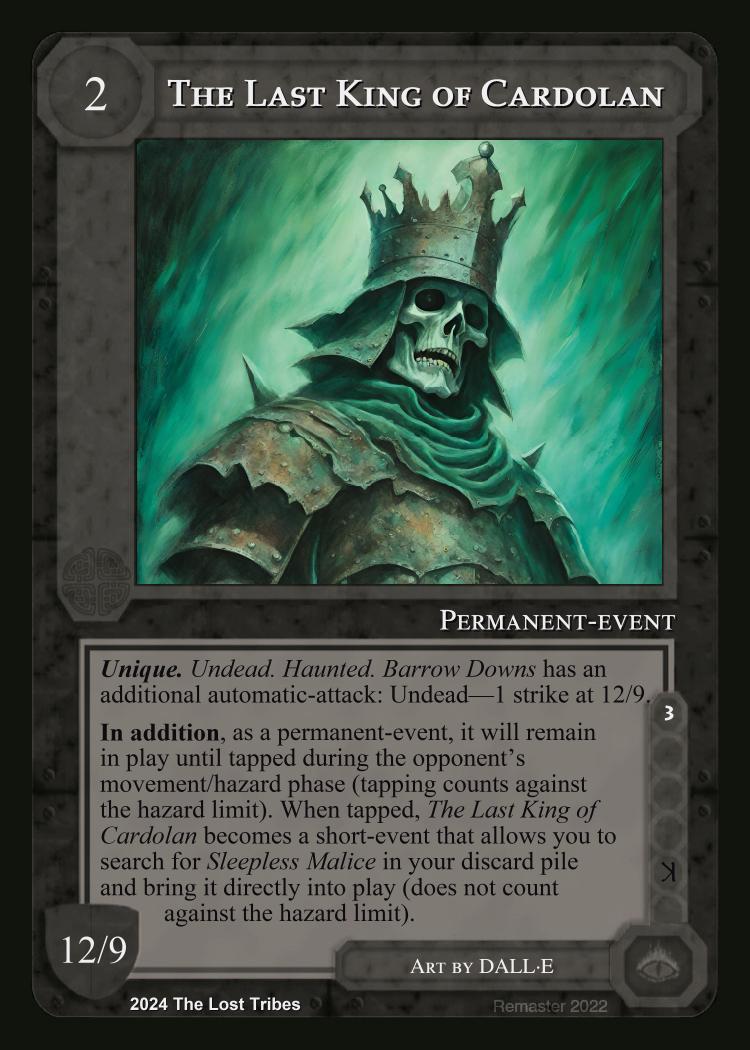 2
The Last King of Cardolan
Permanent-event
Unique. Undead. Haunted. Barrow Downs has an
additional automatic-attack: Undead—1 strike at 12/9.
In addition, as a permanent-event, it will remain
in play until tapped during the opponent's
movement/hazard phase (tapping counts against
the hazard limit). When tapped, The Last King of
Cardolan becomes a short-event that allows you to
search for Sleepless Malice in your discard pile
and bring it directly into play (does not count
against the hazard limit).
3
12/9
Art by DALL·E
2024 The Lost Tribes
Remaster 2022